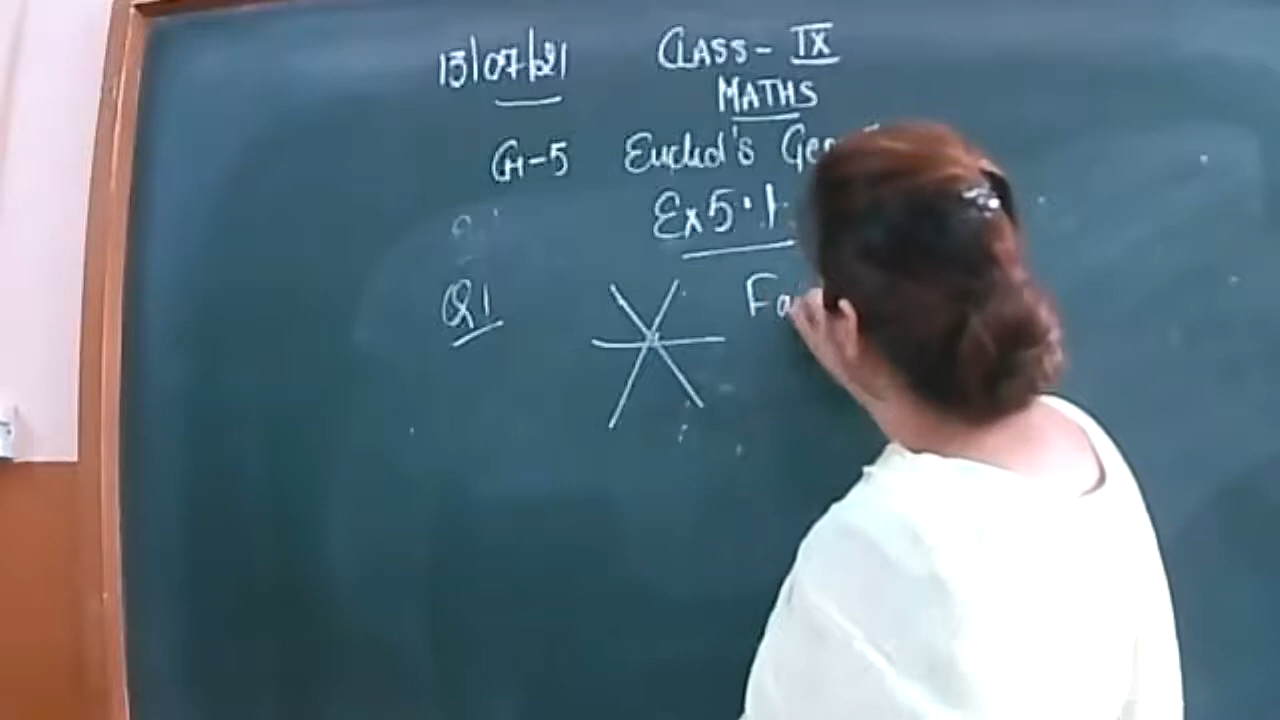 13/07/21 CLASS - IX
MATHS
CH-5 Euclid's Geo
Ex 5.1
Q1 Fa